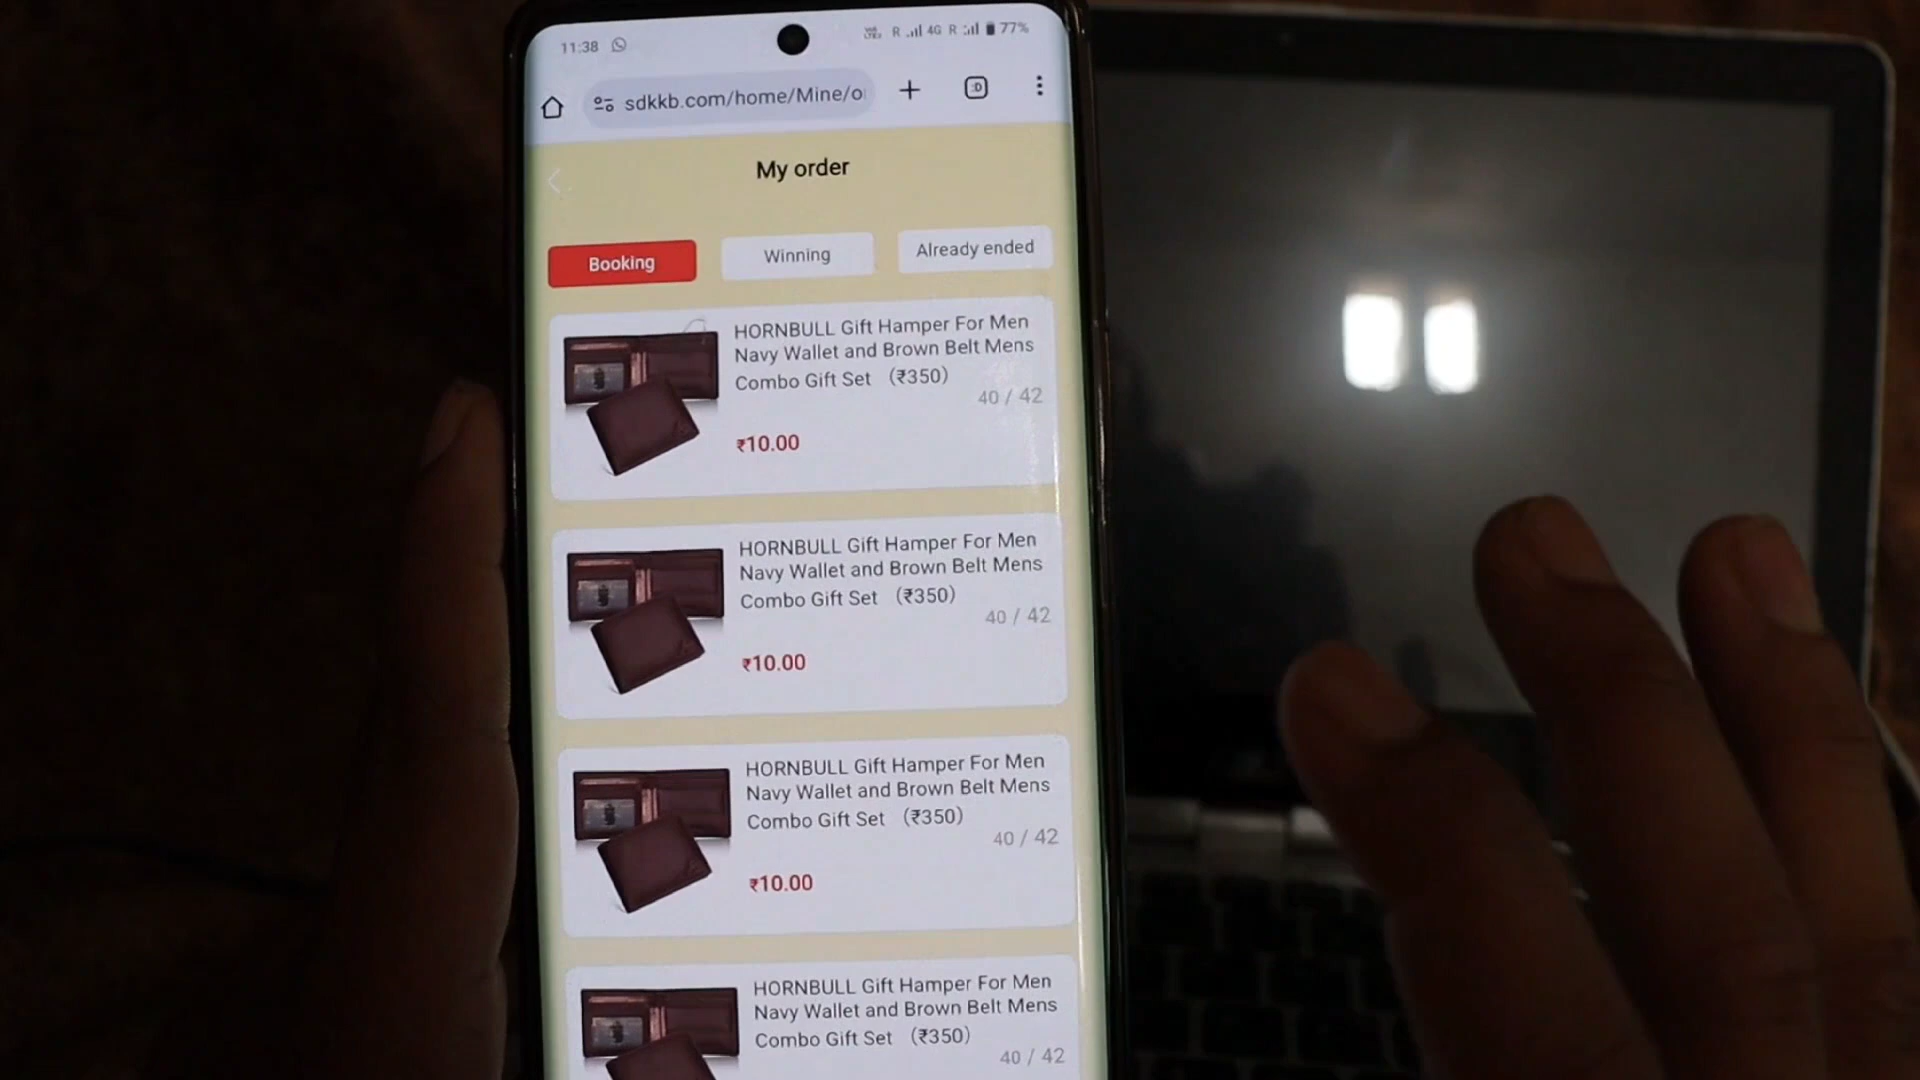 11:38
R 4G R 77%
sdkkb.com/home/Mine/o
My order
Booking
Winning
Already ended
HORNBULL Gift Hamper For Men
Navy Wallet and Brown Belt Mens
Combo Gift Set (₹350)
40 / 42
₹10.00
HORNBULL Gift Hamper For Men
Navy Wallet and Brown Belt Mens
Combo Gift Set (₹350)
40 / 42
₹10.00
HORNBULL Gift Hamper For Men
Navy Wallet and Brown Belt Mens
Combo Gift Set (₹350)
40 / 42
₹10.00
HORNBULL Gift Hamper For Men
Navy Wallet and Brown Belt Mens
Combo Gift Set (₹350)
40 / 42